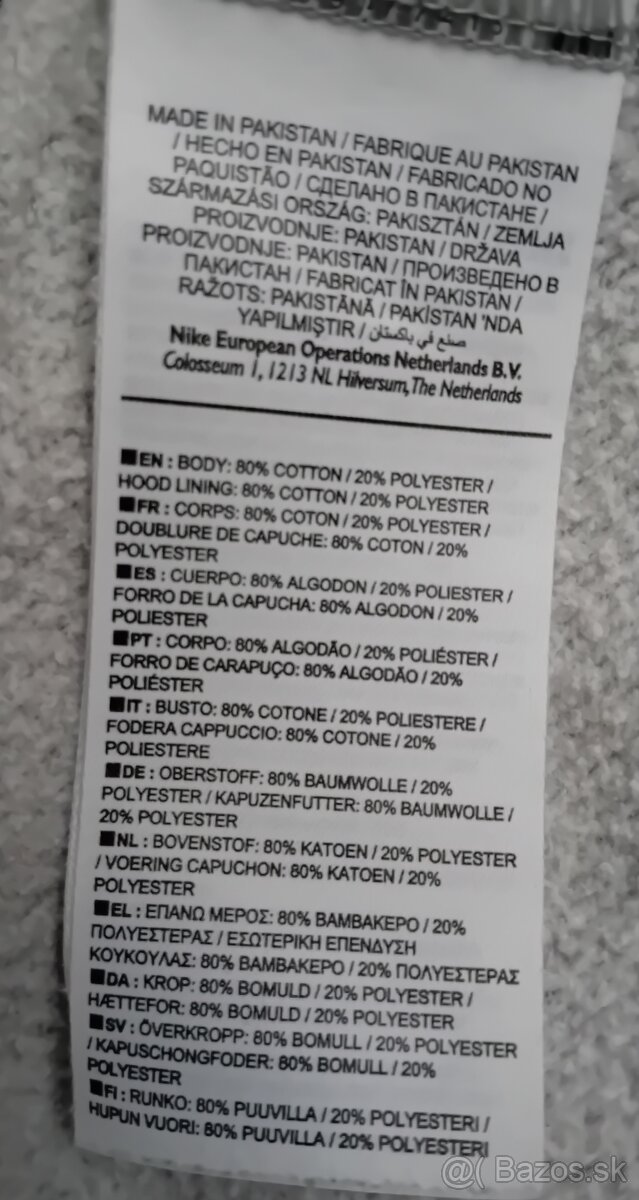 MADE IN PAKISTAN / FABRIQUE AU PAKISTAN
/ HECHO EN PAKISTAN / FABRICADO NO
PAQUISTÃO / СДЕЛАНО В ПАКИСТАНЕ /
SZÁRMAZÁSI ORSZÁG: PAKISZTÁN / ZEMLJA
PROIZVODNJE: PAKISTAN / DRŽAVA
PROIZVODNJE: PAKISTAN / ПРОИЗВЕДЕНО В
ПАКИСТАН / FABRICAT ÎN PAKISTAN /
RAŽOTS: PAKISTĀNĀ / PAKİSTAN 'NDA
YAPILMIŞTIR / صنع في باكستان
Nike European Operations Netherlands B.V.
Colosseum 1, 1213 NL Hilversum, The Netherlands
■EN : BODY: 80% COTTON / 20% POLYESTER /
HOOD LINING: 80% COTTON / 20% POLYESTER
■FR : CORPS: 80% COTON / 20% POLYESTER /
DOUBLURE DE CAPUCHE: 80% COTON / 20%
POLYESTER
■ES : CUERPO: 80% ALGODON / 20% POLIESTER /
FORRO DE LA CAPUCHA: 80% ALGODON / 20%
POLIESTER
■PT : CORPO: 80% ALGODÃO / 20% POLIÉSTER /
FORRO DE CARAPUÇO: 80% ALGODÃO / 20%
POLIÉSTER
■IT : BUSTO: 80% COTONE / 20% POLIESTERE /
FODERA CAPPUCCIO: 80% COTONE / 20%
POLIESTERE
■DE : OBERSTOFF: 80% BAUMWOLLE / 20%
POLYESTER / KAPUZENFUTTER: 80% BAUMWOLLE /
20% POLYESTER
■NL : BOVENSTOF: 80% KATOEN / 20% POLYESTER
/ VOERING CAPUCHON: 80% KATOEN / 20%
POLYESTER
■EL : ΕΠΑΝΩ ΜΕΡΟΣ: 80% ΒΑΜΒΑΚΕΡΟ / 20%
ΠΟΛΥΕΣΤΕΡΑΣ / ΕΣΩΤΕΡΙΚΗ ΕΠΕΝΔΥΣΗ
ΚΟΥΚΟΥΛΑΣ: 80% ΒΑΜΒΑΚΕΡΟ / 20% ΠΟΛΥΕΣΤΕΡΑΣ
■DA : KROP: 80% BOMULD / 20% POLYESTER /
HÆTTEFOR: 80% BOMULD / 20% POLYESTER
■SV : ÖVERKROPP: 80% BOMULL / 20% POLYESTER
/ KAPUSCHONGFODER: 80% BOMULL / 20%
POLYESTER
■FI : RUNKO: 80% PUUVILLA / 20% POLYESTERI /
HUPUN VUORI: 80% PUUVILLA / 20% POLYESTERI
Bazos.sk